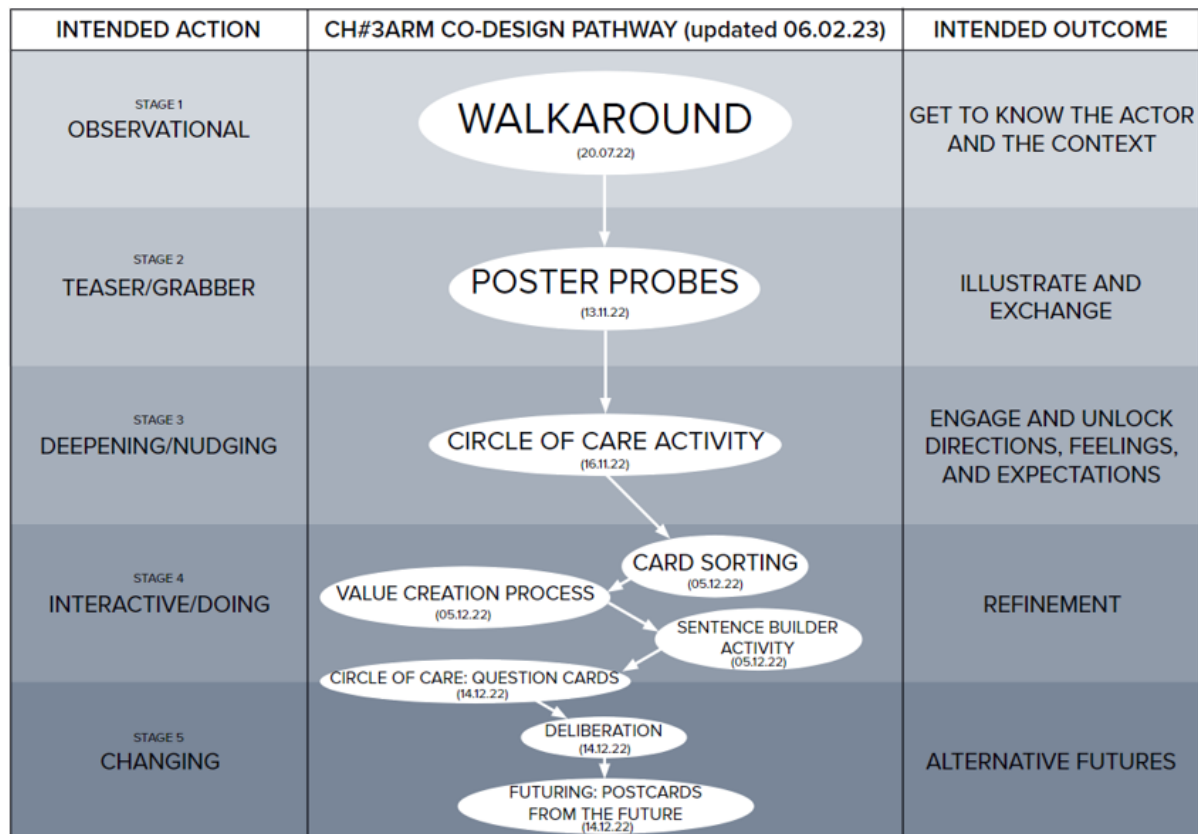 INTENDED ACTION
CH#3ARM CO-DESIGN PATHWAY (updated 06.02.23)
INTENDED OUTCOME
STAGE 1
OBSERVATIONAL
WALKAROUND
(20.07.22)
GET TO KNOW THE ACTOR
AND THE CONTEXT
STAGE 2
TEASER/GRABBER
POSTER PROBES
(13.11.22)
ILLUSTRATE AND
EXCHANGE
STAGE 3
DEEPENING/NUDGING
CIRCLE OF CARE ACTIVITY
(16.11.22)
ENGAGE AND UNLOCK
DIRECTIONS, FEELINGS,
AND EXPECTATIONS
STAGE 4
INTERACTIVE/DOING
CARD SORTING
(05.12.22)
VALUE CREATION PROCESS
(05.12.22)
SENTENCE BUILDER
ACTIVITY
(05.12.22)
CIRCLE OF CARE: QUESTION CARDS
(14.12.22)
REFINEMENT
STAGE 5
CHANGING
DELIBERATION
(14.12.22)
FUTURING: POSTCARDS
FROM THE FUTURE
(14.12.22)
ALTERNATIVE FUTURES